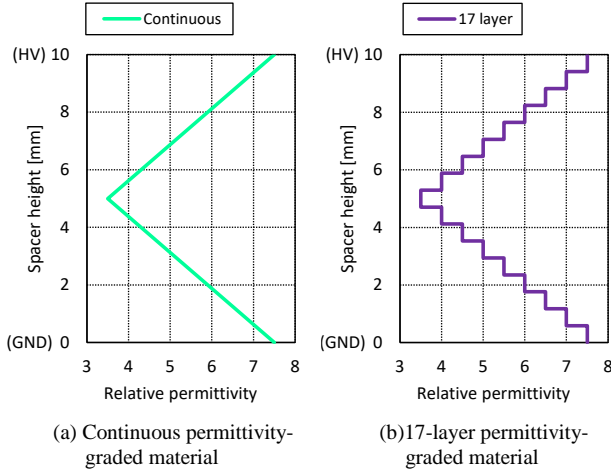 Continuous
17 layer
(HV) 10
8
6
4
2
(GND) 0
Spacer height [mm]
3 4 5 6 7 8
Relative permittivity
(HV) 10
8
6
4
2
(GND) 0
Spacer height [mm]
3 4 5 6 7 8
Relative permittivity
(a) Continuous permittivity-
graded material
(b)17-layer permittivity-
graded material